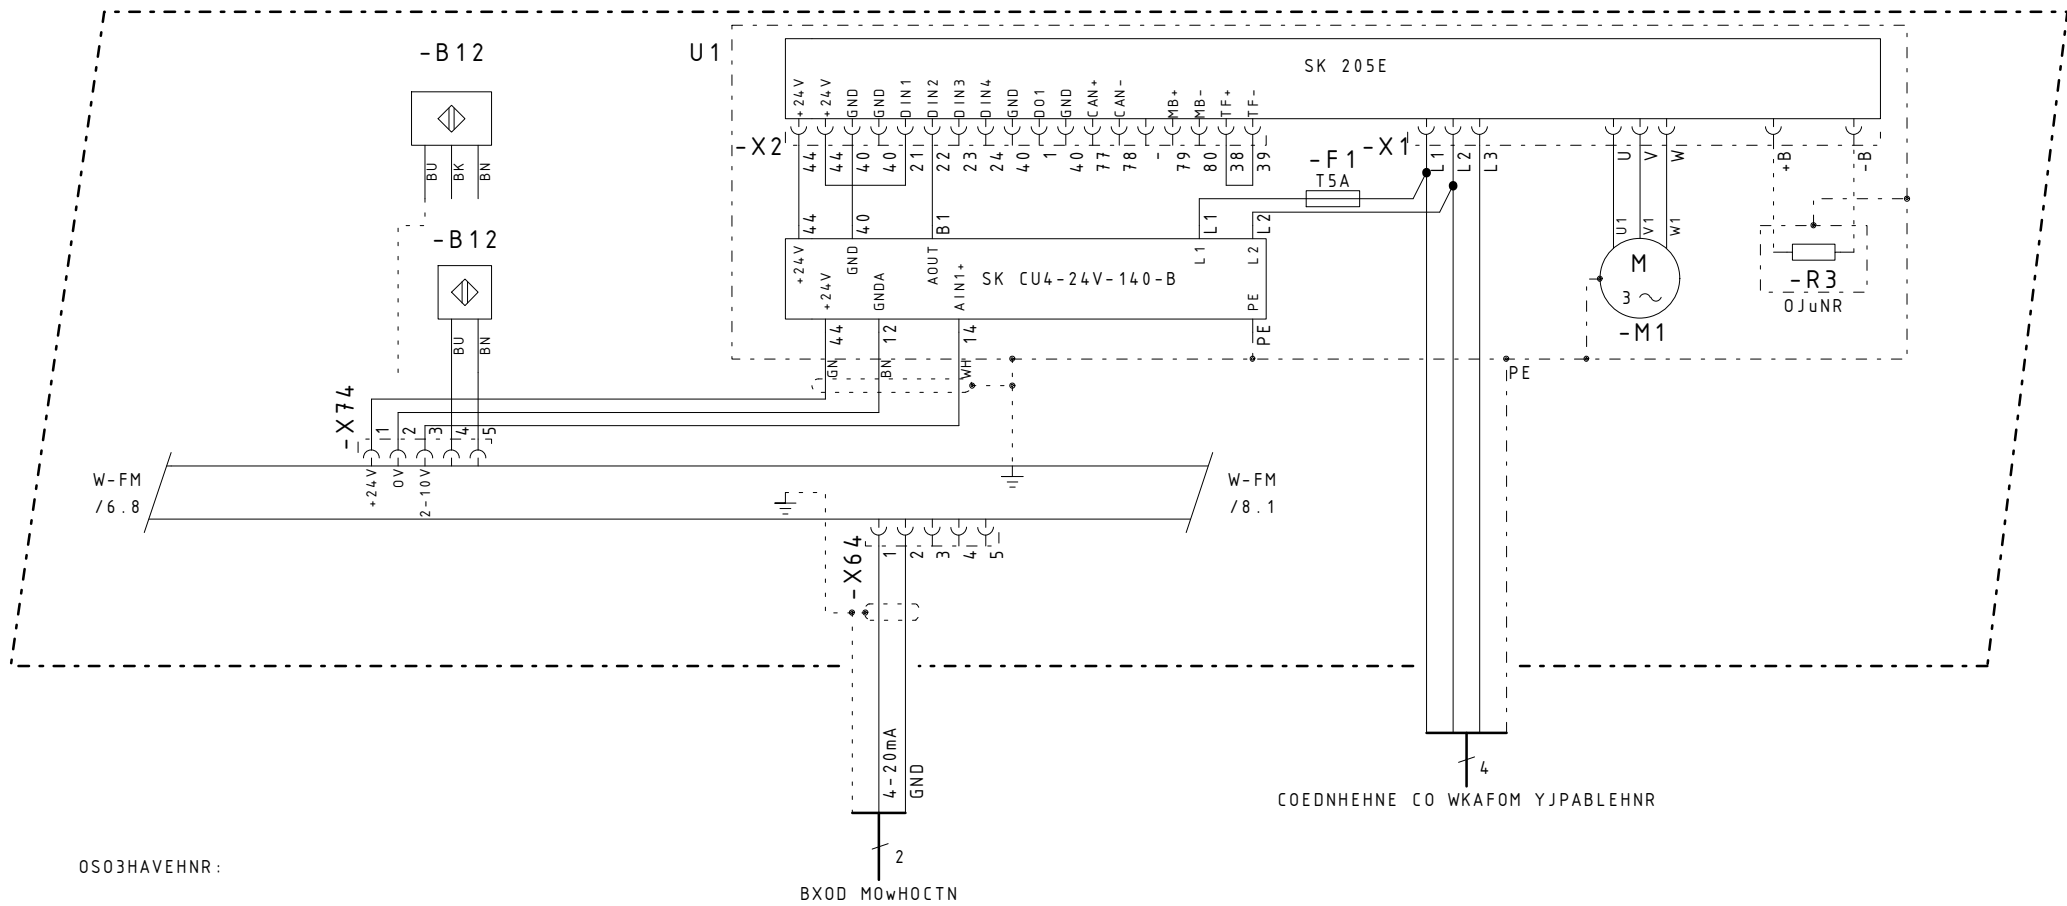 -B12
U1
SK 205E
+24V
+24V
GND
GND
DIN1
DIN2
DIN3
DIN4
GND
DO1
GND
CAN+
CAN-
MB+
MB-
TF+
TF-
-X2
44
44
40
40
21
22
23
24
40
1
40
77
78
-
79
80
38
39
-F1
T5A
-X1
L1
L2
L3
U
V
W
+B
-B
BU
BK
BN
-B12
44
40
B1
L1
L2
U1
V1
W1
+24V
+24V
GND
GNDA
AOUT
AIN1+
SK CU4-24V-140-B
L1
L2
PE
M
3
-M1
-R3
OJuNR
BU
BN
44
12
14
PE
GN
BN
WH
PE
-X74
1
2
3
4
5
W-FM
/6.8
+24V
0V
2-10V
W-FM
/8.1
-X64
1
2
3
4
5
4-20mA
GND
4
COEDNHEHNE CO WKAFOM YJPABLEHNR
2
OSO3HAVEHNR:
BXOD MOwHOCTN